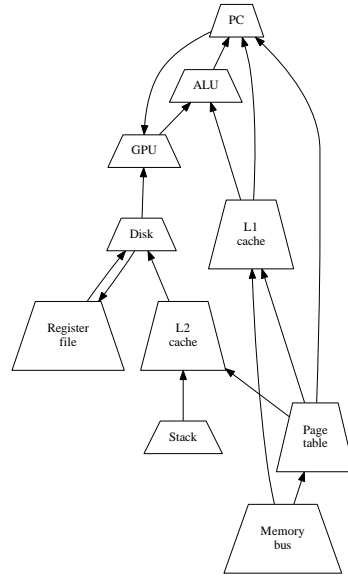 PC
ALU
GPU
L1
cache
Disk
Register
file
L2
cache
Page
table
Stack
Memory
bus